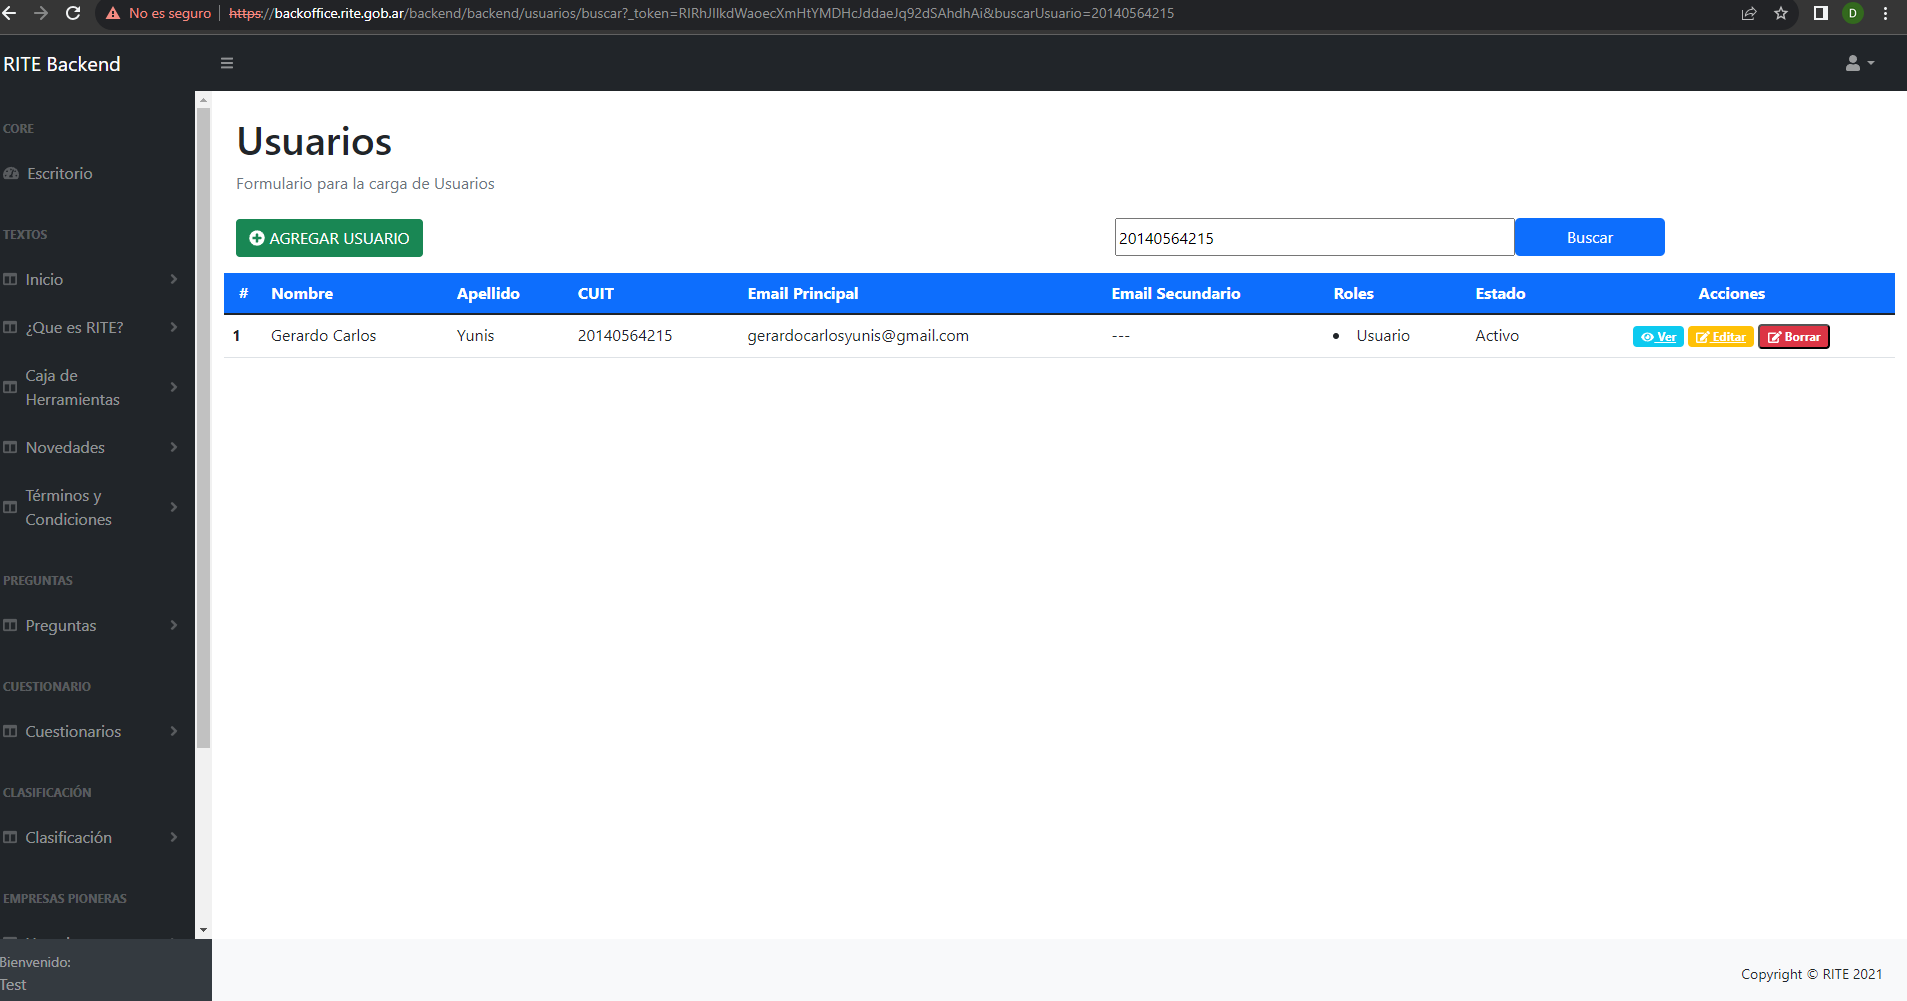 No es seguro https://backoffice.rite.gob.ar/backend/backend/usuarios/buscar?_token=RIRhJIlkdWaoecXmHtYMDHcJddaeJq92dSAhdhAi&buscarUsuario=20140564215 D
RITE Backend
CORE
Escritorio
TEXTOS
Inicio
¿Que es RITE?
Caja de
Herramientas
Novedades
Términos y
Condiciones
PREGUNTAS
Preguntas
CUESTIONARIO
Cuestionarios
CLASIFICACIÓN
Clasificación
EMPRESAS PIONERAS
Bienvenido:
Test
Usuarios
Formulario para la carga de Usuarios
AGREGAR USUARIO 20140564215 Buscar
# Nombre Apellido CUIT Email Principal Email Secundario Roles Estado Acciones
1 Gerardo Carlos Yunis 20140564215 gerardocarlosyunis@gmail.com --- • Usuario Activo Ver Editar Borrar
Copyright © RITE 2021